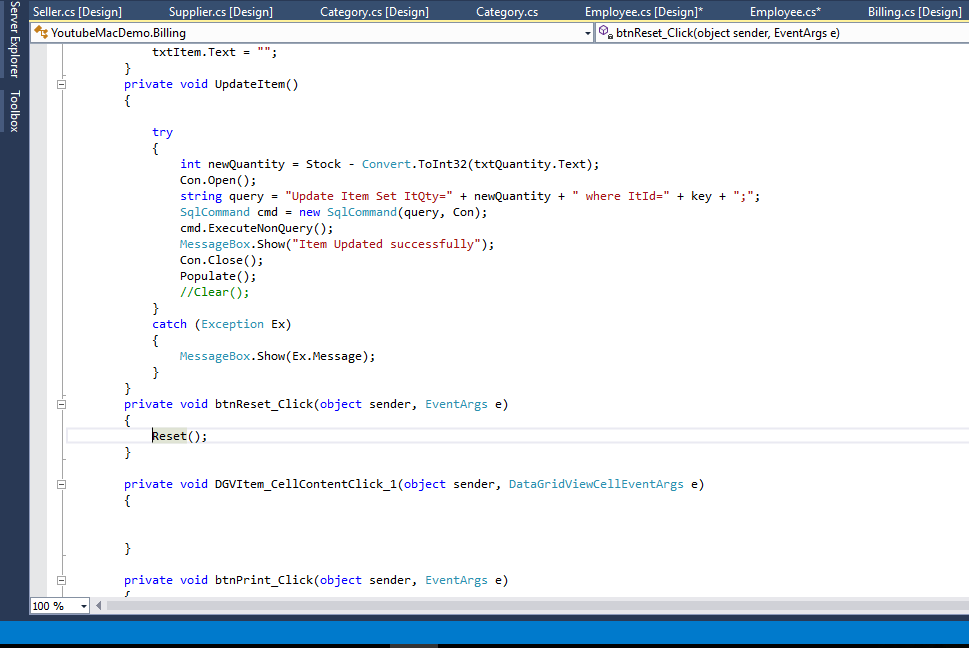 Server Explorer
Toolbox
Seller.cs [Design] Supplier.cs [Design] Category.cs [Design] Category.cs Employee.cs [Design]* Employee.cs* Billing.cs [Design]
YoutubeMacDemo.Billing btnReset_Click(object sender, EventArgs e)
txtItem.Text = "";
}
private void UpdateItem()
{
try
{
int newQuantity = Stock - Convert.ToInt32(txtQuantity.Text);
Con.Open();
string query = "Update Item Set ItQty=" + newQuantity + " where ItId=" + key + ";";
SqlCommand cmd = new SqlCommand(query, Con);
cmd.ExecuteNonQuery();
MessageBox.Show("Item Updated successfully");
Con.Close();
Populate();
//Clear();
}
catch (Exception Ex)
{
MessageBox.Show(Ex.Message);
}
}
private void btnReset_Click(object sender, EventArgs e)
{
Reset();
}
private void DGVItem_CellContentClick_1(object sender, DataGridViewCellEventArgs e)
{
}
private void btnPrint_Click(object sender, EventArgs e)
{
100 %